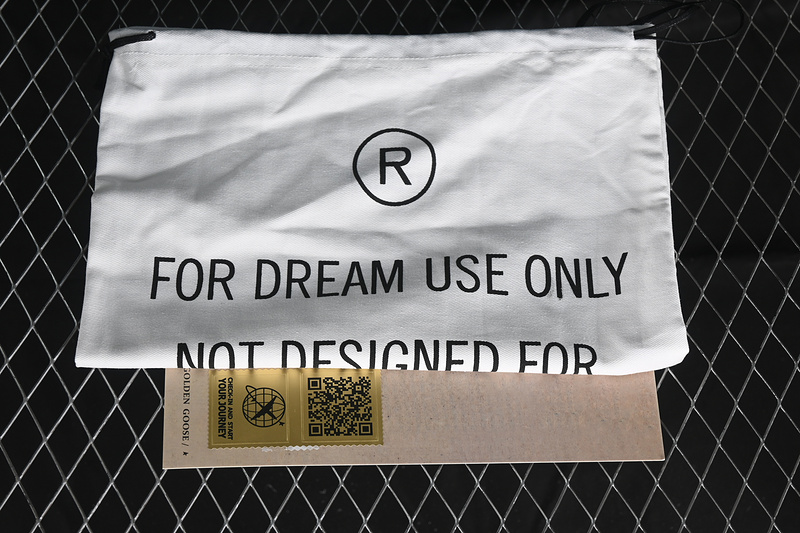 R
FOR DREAM USE ONLY
NOT DESIGNED FOR
GOLDEN GOOSE /
CHECK-IN AND START
YOUR JOURNEY